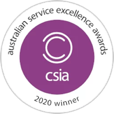 australian service excellence awards
csia
2020 winner